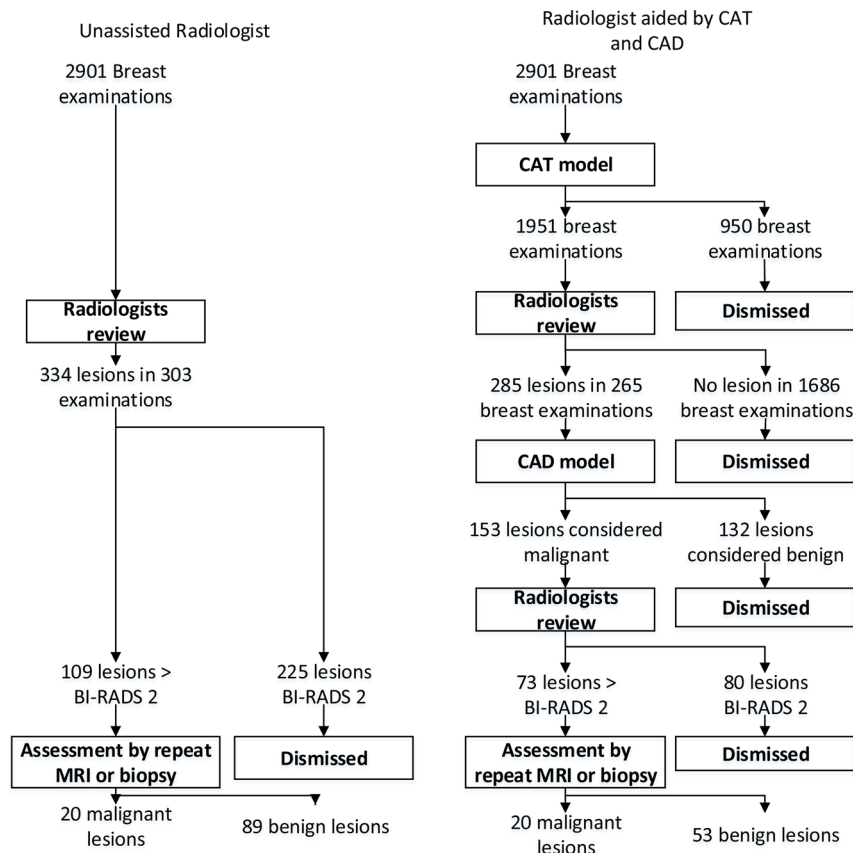 Unassisted Radiologist
2901 Breast
examinations
Radiologists
review
334 lesions in 303
examinations
109 lesions >
BI-RADS 2
225 lesions
BI-RADS 2
Assessment by repeat
MRI or biopsy
Dismissed
20 malignant
lesions
89 benign lesions
Radiologist aided by CAT
and CAD
2901 Breast
examinations
CAT model
1951 breast
examinations
950 breast
examinations
Radiologists
review
Dismissed
285 lesions in 265
breast examinations
No lesion in 1686
breast examinations
CAD model
Dismissed
153 lesions considered
malignant
132 lesions
considered benign
Radiologists
review
Dismissed
73 lesions >
BI-RADS 2
80 lesions
BI-RADS 2
Assessment by
repeat MRI or biopsy
Dismissed
20 malignant
lesions
53 benign lesions